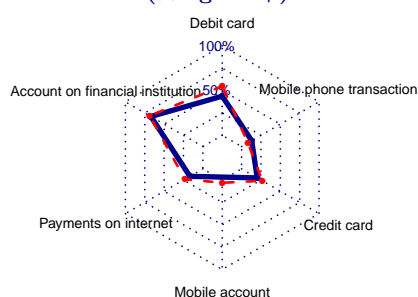 Debit card
100%
Account on financial institution
50%
Mobile phone transaction
Payments on internet
Credit card
Mobile account